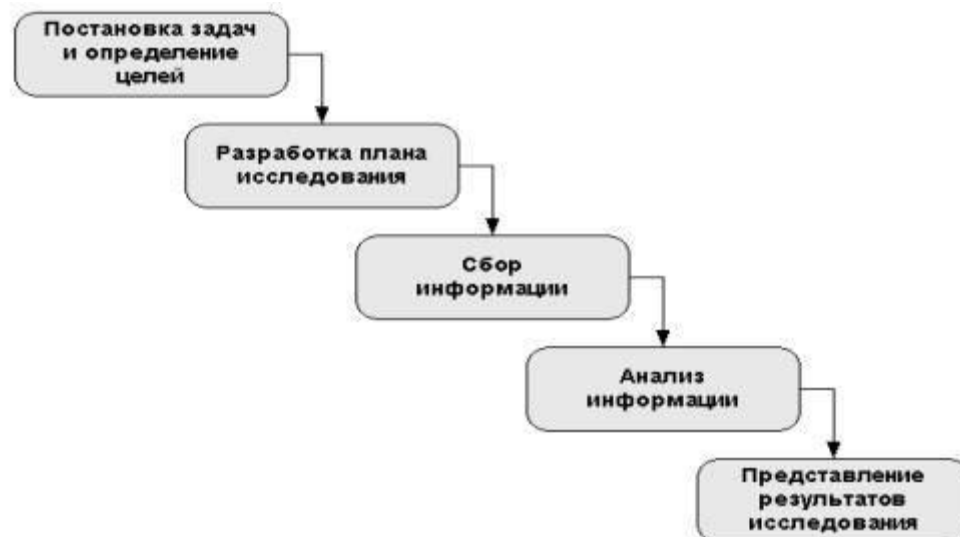 Постановка задач
и определение
целей
Разработка плана
исследования
Сбор
информации
Анализ
информации
Представление
результатов
исследования